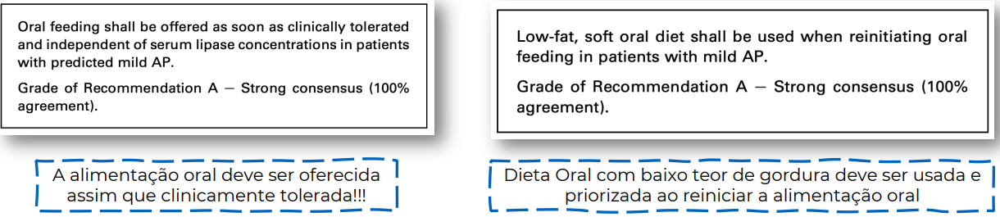 Oral feeding shall be offered as soon as clinically tolerated
and independent of serum lipase concentrations in patients
with predicted mild AP.
Grade of Recommendation A – Strong consensus (100%
agreement).
A alimentação oral deve ser oferecida
assim que clinicamente tolerada!!!
Low-fat, soft oral diet shall be used when reinitiating oral
feeding in patients with mild AP.
Grade of Recommendation A – Strong consensus (100%
agreement).
Dieta Oral com baixo teor de gordura deve ser usada e
priorizada ao reiniciar a alimentação oral